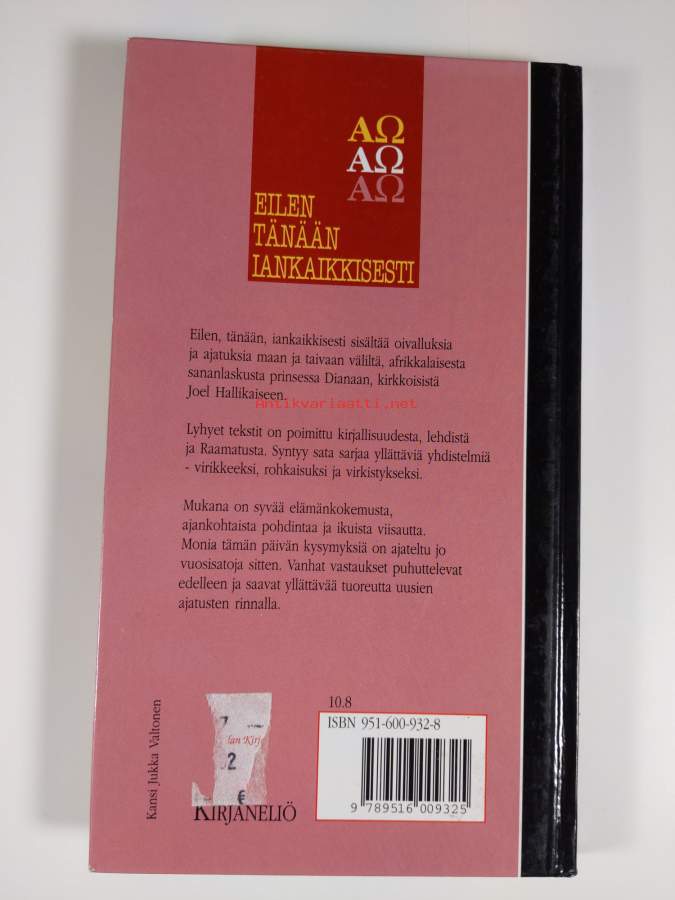 ΑΩ
ΑΩ
ΑΩ
EILEN
TÄNÄÄN
IANKAIKKISESTI
Eilen, tänään, iankaikkisesti sisältää oivalluksia
ja ajatuksia maan ja taivaan väliltä, afrikkalaisesta
sananlaskusta prinsessa Dianaan, kirkkoisistä
Joel Hallikaiseen.
Antikvariaatti.net
Lyhyet tekstit on poimittu kirjallisuudesta, lehdistä
ja Raamatusta. Syntyy sata sarjaa yllättäviä yhdistelmiä
- virikkeeksi, rohkaisuksi ja virkistykseksi.
Mukana on syvää elämänkokemusta,
ajankohtaista pohdintaa ja ikuista viisautta.
Monia tämän päivän kysymyksiä on ajateltu jo
vuosisatoja sitten. Vanhat vastaukset puhuttelevat
edelleen ja saavat yllättävää tuoreutta uusien
ajatusten rinnalla.
Kansi Jukka Valtonen
2
€
KIRJANELIÖ
10.8
ISBN 951-600-932-8
9 789516 009325